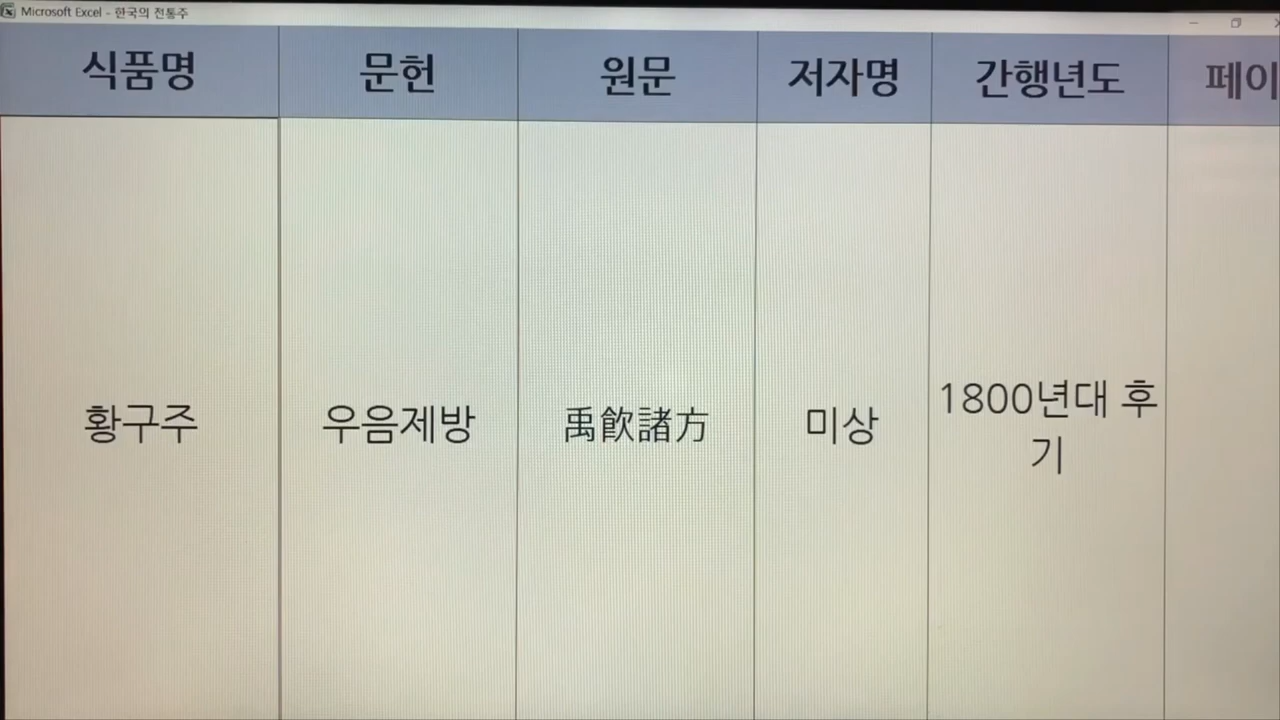 Microsoft Excel - 한국의 전통주
식품명 문헌 원문 저자명 간행년도 페이
황구주 우음제방 禹飮諸方 미상 1800년대 후
기